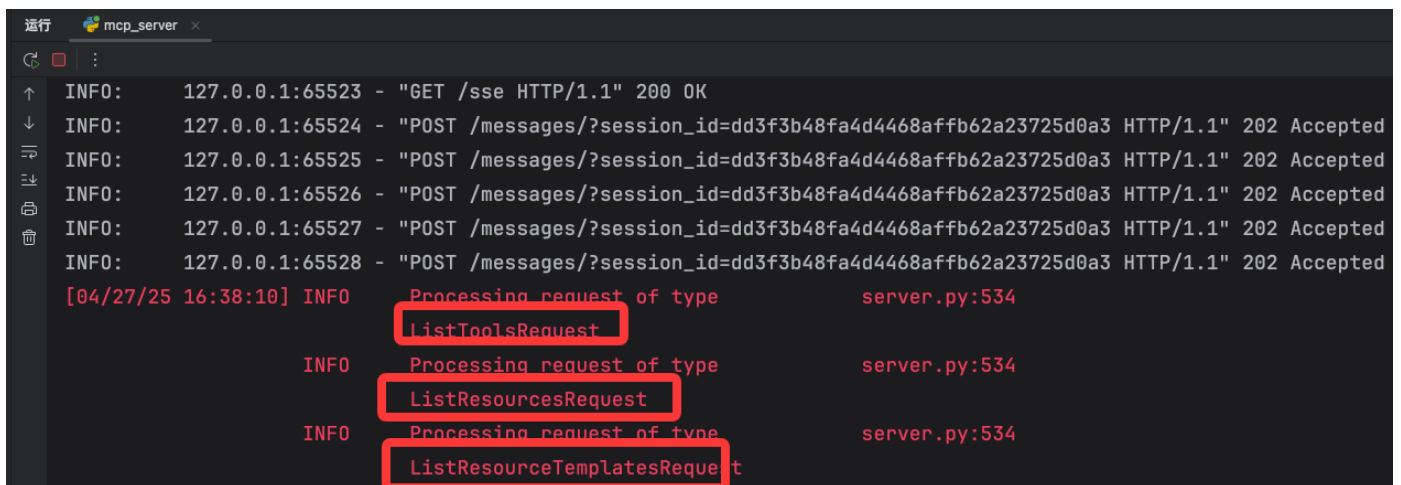 运行 mcp_server ×
INFO: 127.0.0.1:65523 - "GET /sse HTTP/1.1" 200 OK
INFO: 127.0.0.1:65524 - "POST /messages/?session_id=dd3f3b48fa4d4468affb62a23725d0a3 HTTP/1.1" 202 Accepted
INFO: 127.0.0.1:65525 - "POST /messages/?session_id=dd3f3b48fa4d4468affb62a23725d0a3 HTTP/1.1" 202 Accepted
INFO: 127.0.0.1:65526 - "POST /messages/?session_id=dd3f3b48fa4d4468affb62a23725d0a3 HTTP/1.1" 202 Accepted
INFO: 127.0.0.1:65527 - "POST /messages/?session_id=dd3f3b48fa4d4468affb62a23725d0a3 HTTP/1.1" 202 Accepted
INFO: 127.0.0.1:65528 - "POST /messages/?session_id=dd3f3b48fa4d4468affb62a23725d0a3 HTTP/1.1" 202 Accepted
[04/27/25 16:38:10] INFO Processing request of type server.py:534
ListToolsRequest
INFO Processing request of type server.py:534
ListResourcesRequest
INFO Processing request of type server.py:534
ListResourceTemplatesRequest